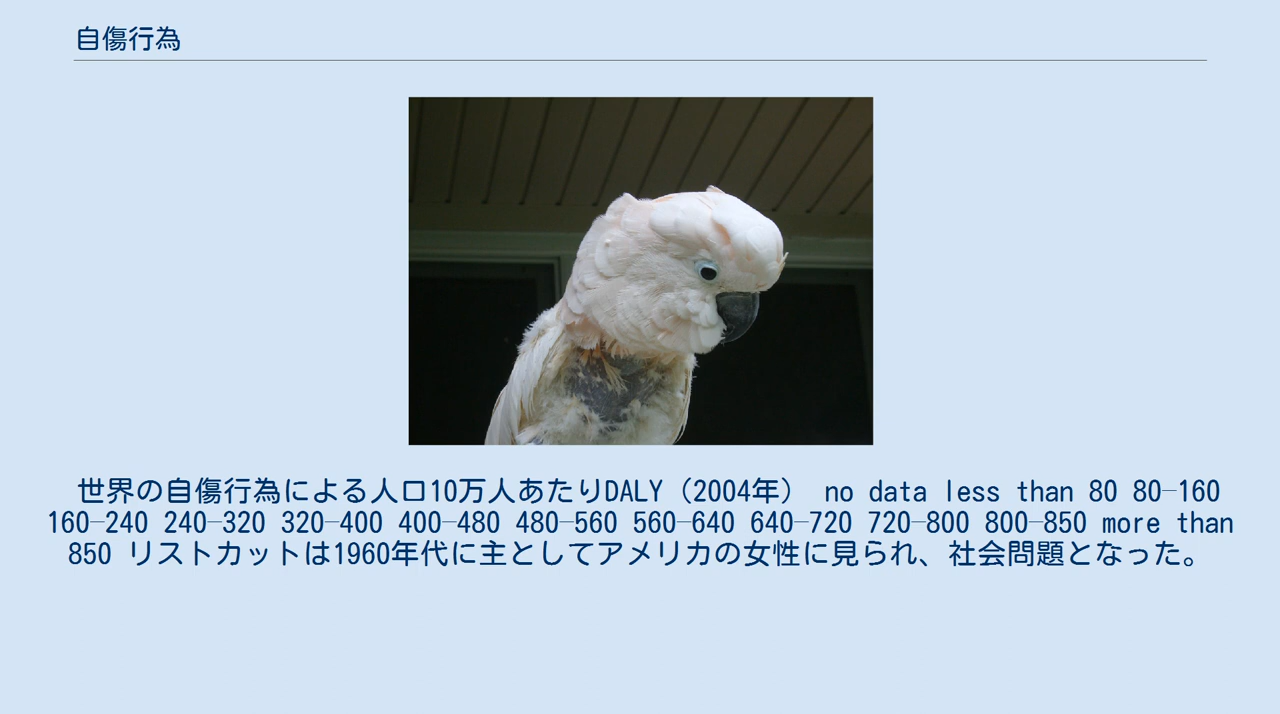 自傷行為
世界の自傷行為による人口10万人あたりDALY（2004年） no data less than 80 80–160
160–240 240–320 320–400 400–480 480–560 560–640 640–720 720–800 800–850 more than
850 リストカットは1960年代に主としてアメリカの女性に見られ、社会問題となった。